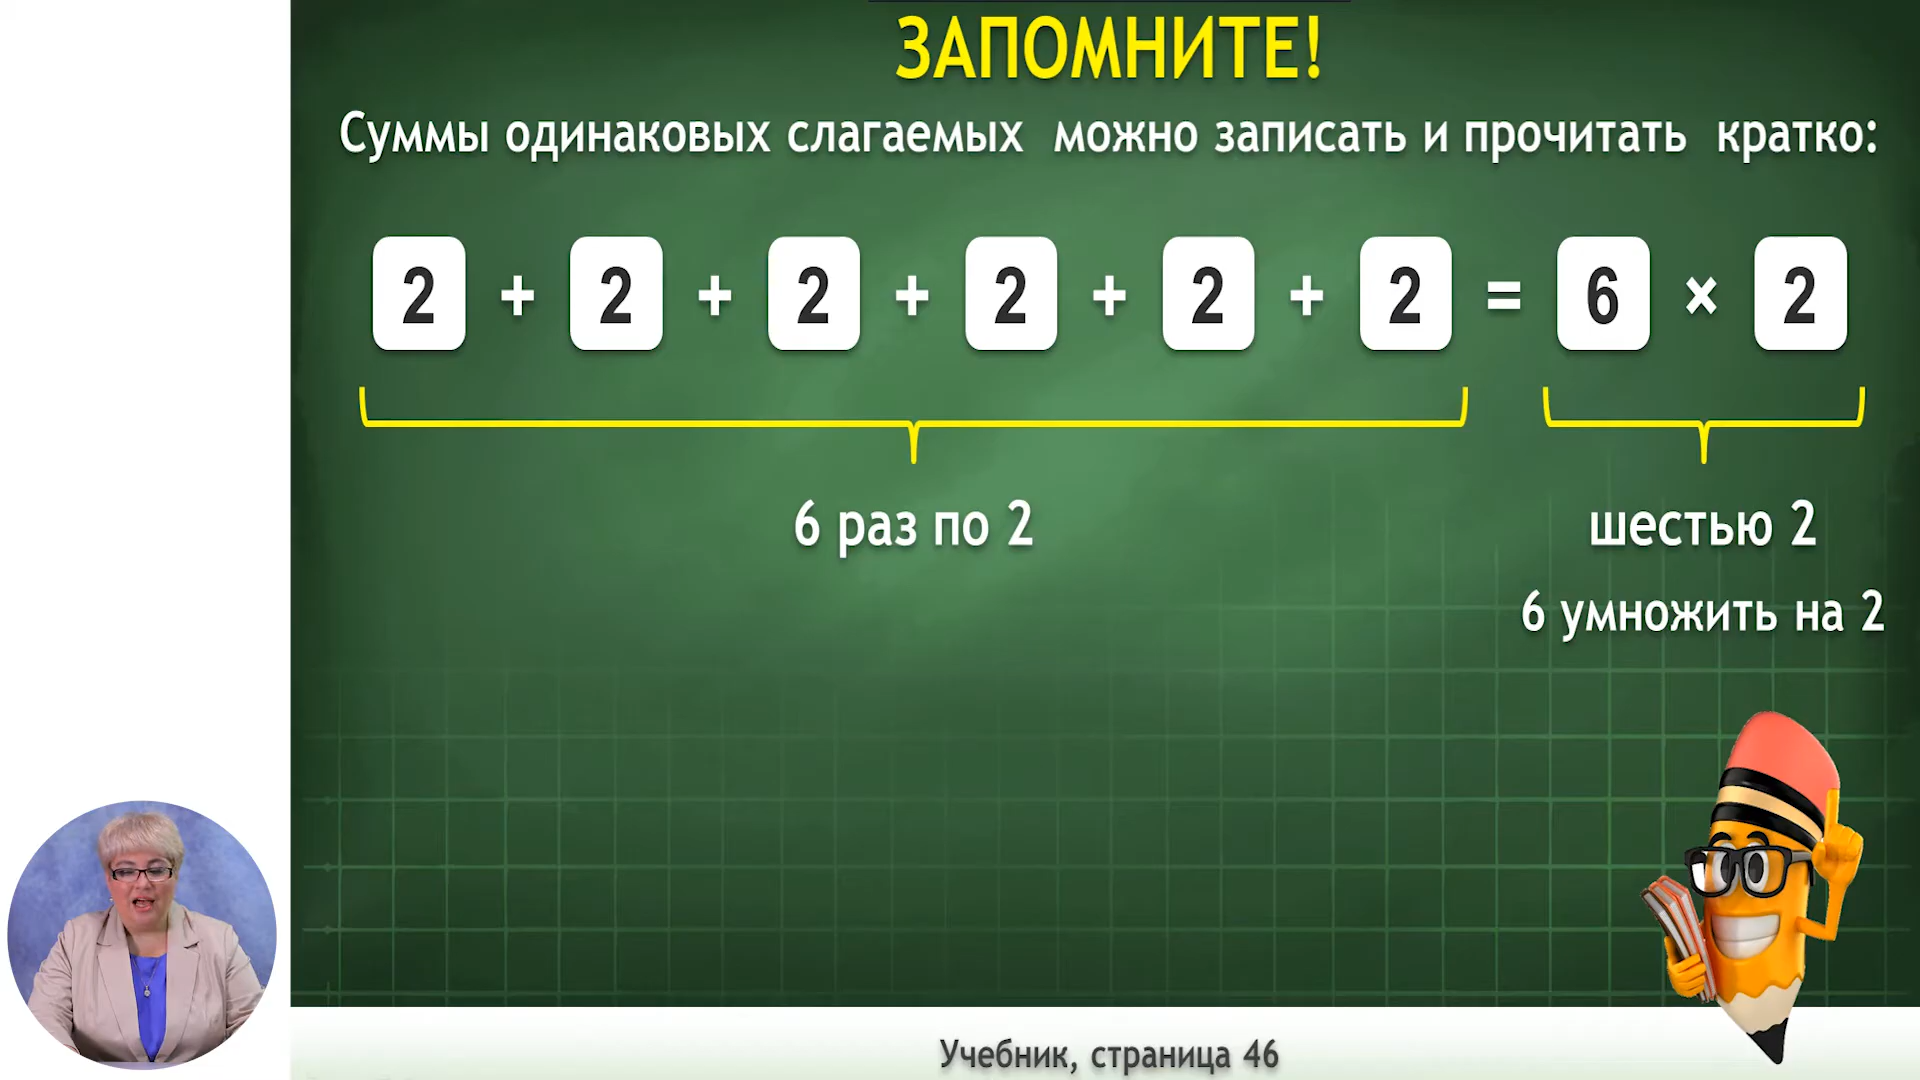 ЗАПОМНИТЕ!
Суммы одинаковых слагаемых можно записать и прочитать кратко:
2 + 2 + 2 + 2 + 2 + 2 = 6 × 2
6 раз по 2
шестью 2
6 умножить на 2
Учебник, страница 46